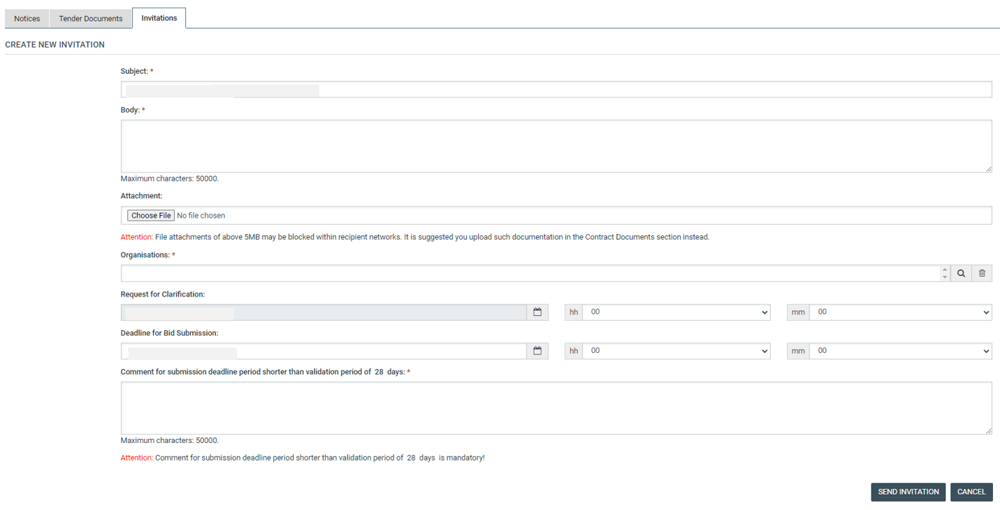 Notices Tender Documents Invitations
CREATE NEW INVITATION
Subject: *
Body: *
Maximum characters: 50000.
Attachment:
Choose File No file chosen
Attention: File attachments of above 5MB may be blocked within recipient networks. It is suggested you upload such documentation in the Contract Documents section instead.
Organisations: *
Request for Clarification:
hh 00 mm 00
Deadline for Bid Submission:
hh 00 mm 00
Comment for submission deadline period shorter than validation period of 28 days: *
Maximum characters: 50000.
Attention: Comment for submission deadline period shorter than validation period of 28 days is mandatory!
SEND INVITATION CANCEL